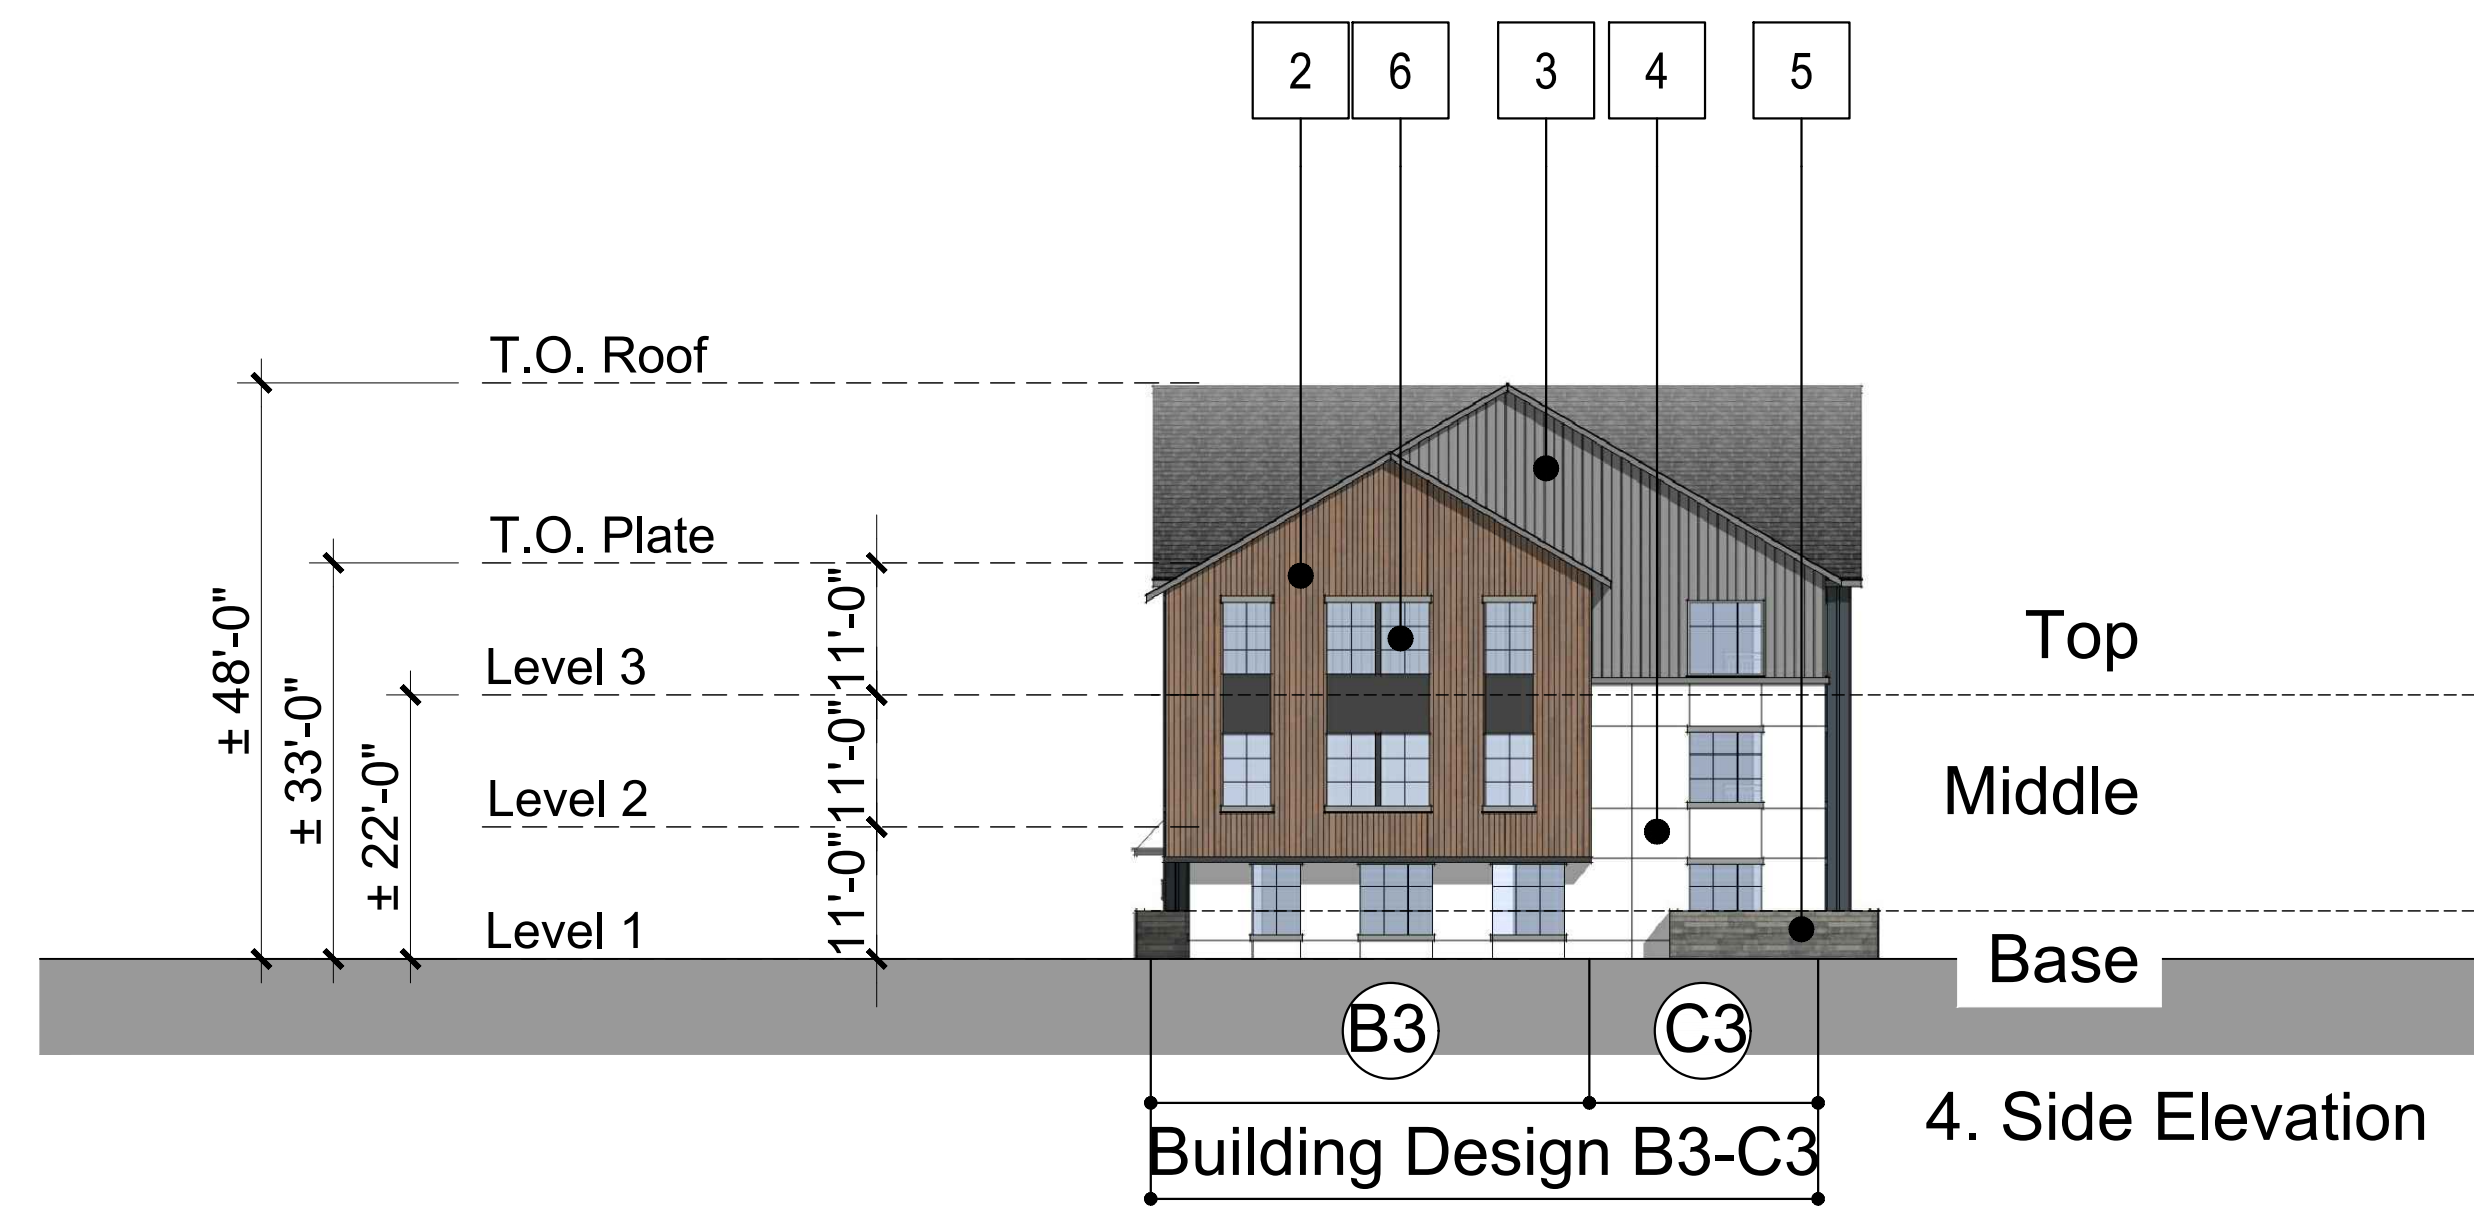 2 6 3 4 5
T.O. Roof
T.O. Plate
Level 3
Level 2
Level 1
± 48'-0"
± 33'-0"
± 22'-0"
11'-0"
11'-0"
11'-0"
Top
Middle
Base
B3 C3
Building Design B3-C3
4. Side Elevation